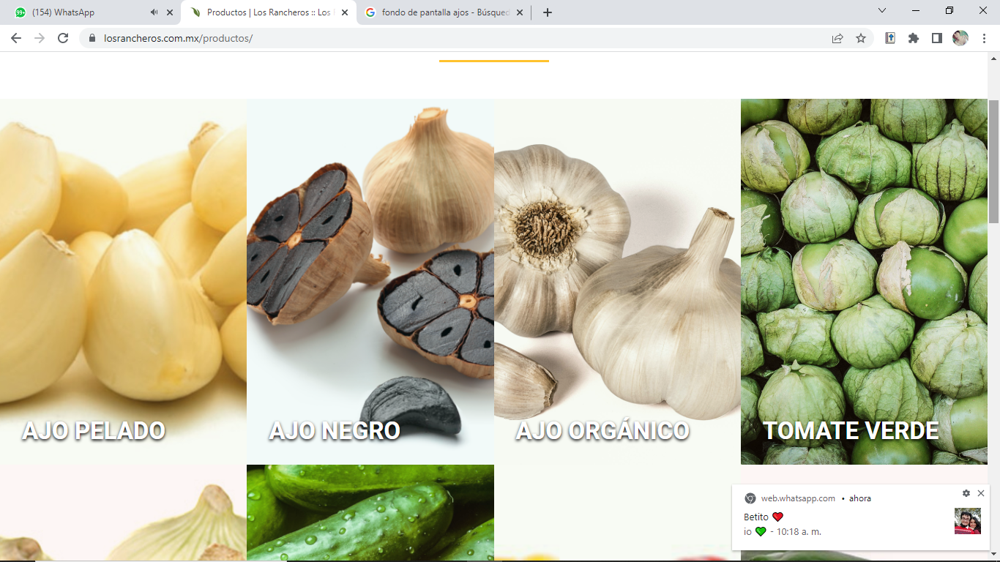 99+
(154) WhatsApp
Productos | Los Rancheros :: Los
fondo de pantalla ajos - Búsqued
losrancheros.com.mx/productos/
AJO PELADO
AJO NEGRO
AJO ORGÁNICO
TOMATE VERDE
web.whatsapp.com • ahora
Betito ❤️
io 💚 - 10:18 a. m.